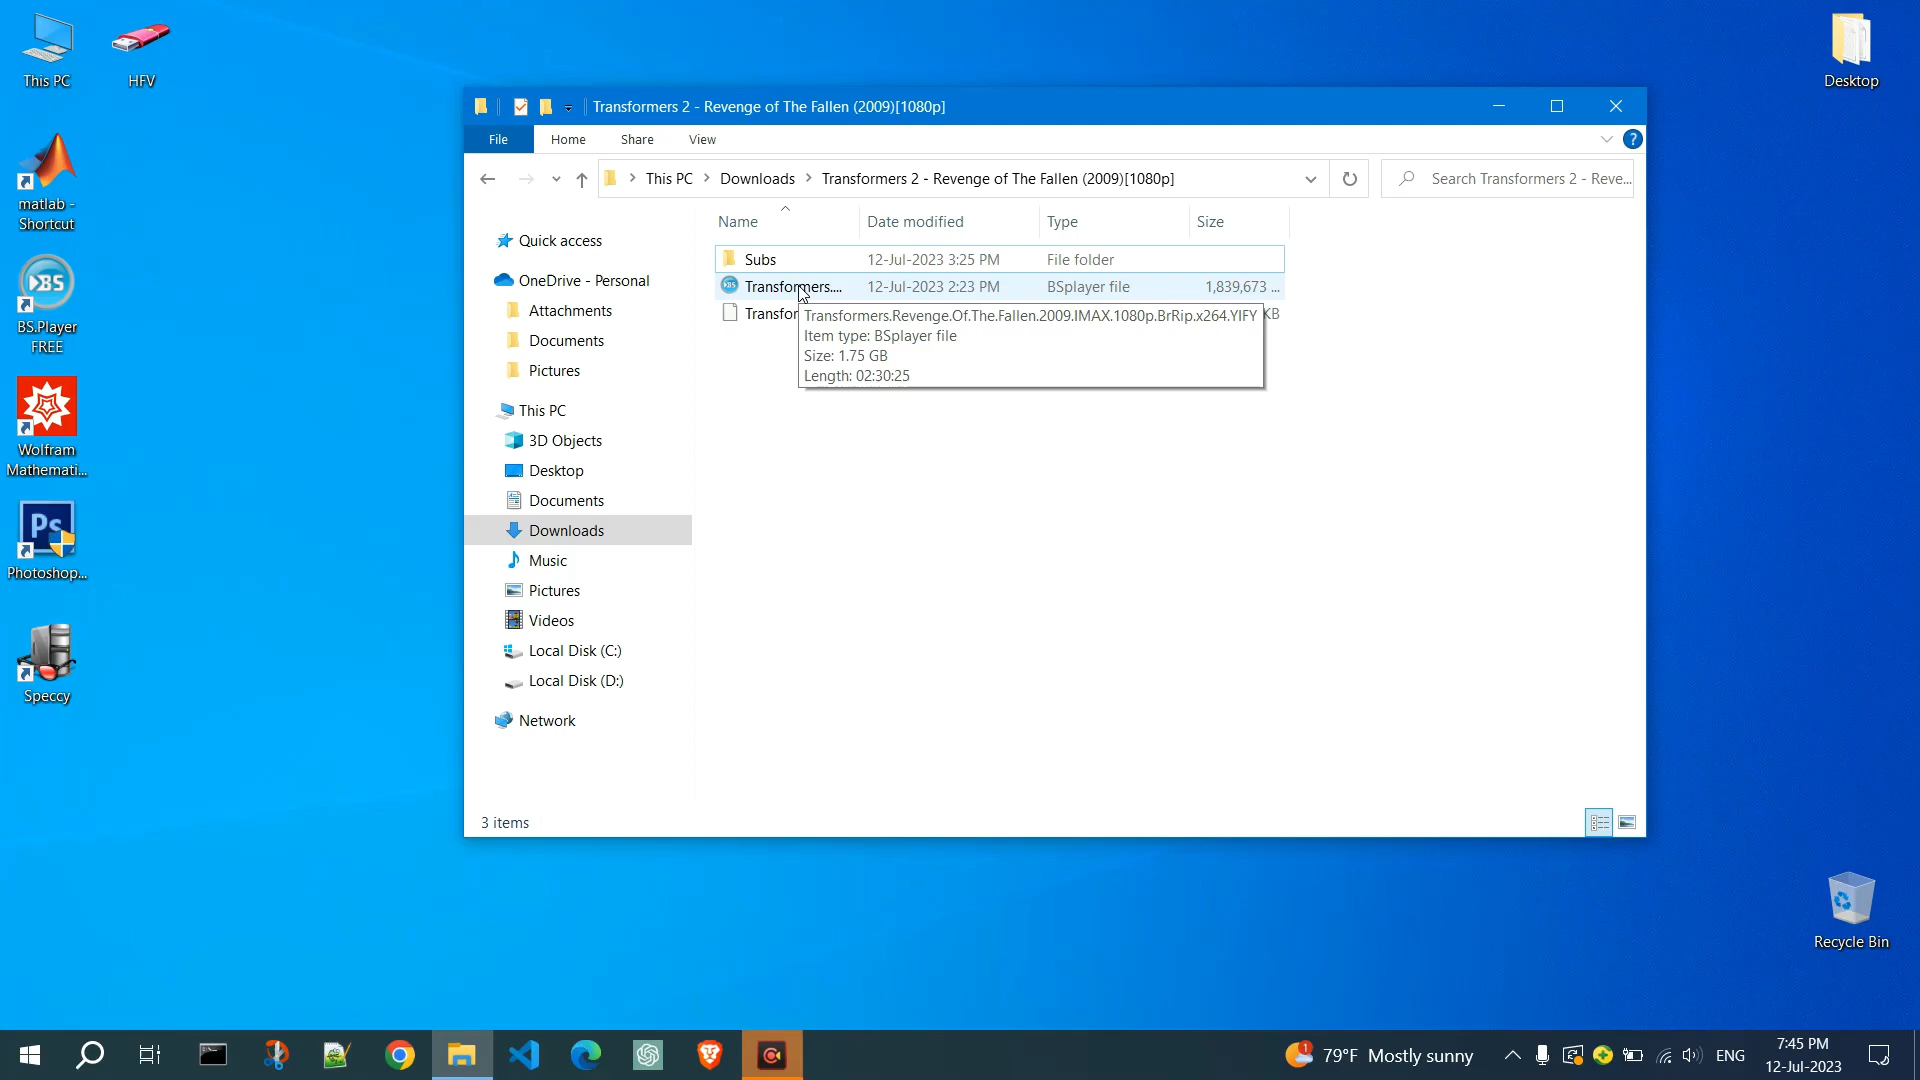 This PC
HFV
matlab -
Shortcut
BS.Player
FREE
Wolfram
Mathemati...
Ps
Photoshop...
Speccy
Desktop
Recycle Bin
Transformers 2 - Revenge of The Fallen (2009)[1080p]
File Home Share View
This PC Downloads Transformers 2 - Revenge of The Fallen (2009)[1080p]
Search Transformers 2 - Reve...
Name Date modified Type Size
Subs 12-Jul-2023 3:25 PM File folder
Transformers.... 12-Jul-2023 2:23 PM BSplayer file 1,839,673 ...
Transfor KB
Transformers.Revenge.Of.The.Fallen.2009.IMAX.1080p.BrRip.x264.YIFY
Item type: BSplayer file
Size: 1.75 GB
Length: 02:30:25
Quick access
OneDrive - Personal
Attachments
Documents
Pictures
This PC
3D Objects
Desktop
Documents
Downloads
Music
Pictures
Videos
Local Disk (C:)
Local Disk (D:)
Network
3 items
79°F Mostly sunny
ENG
7:45 PM
12-Jul-2023